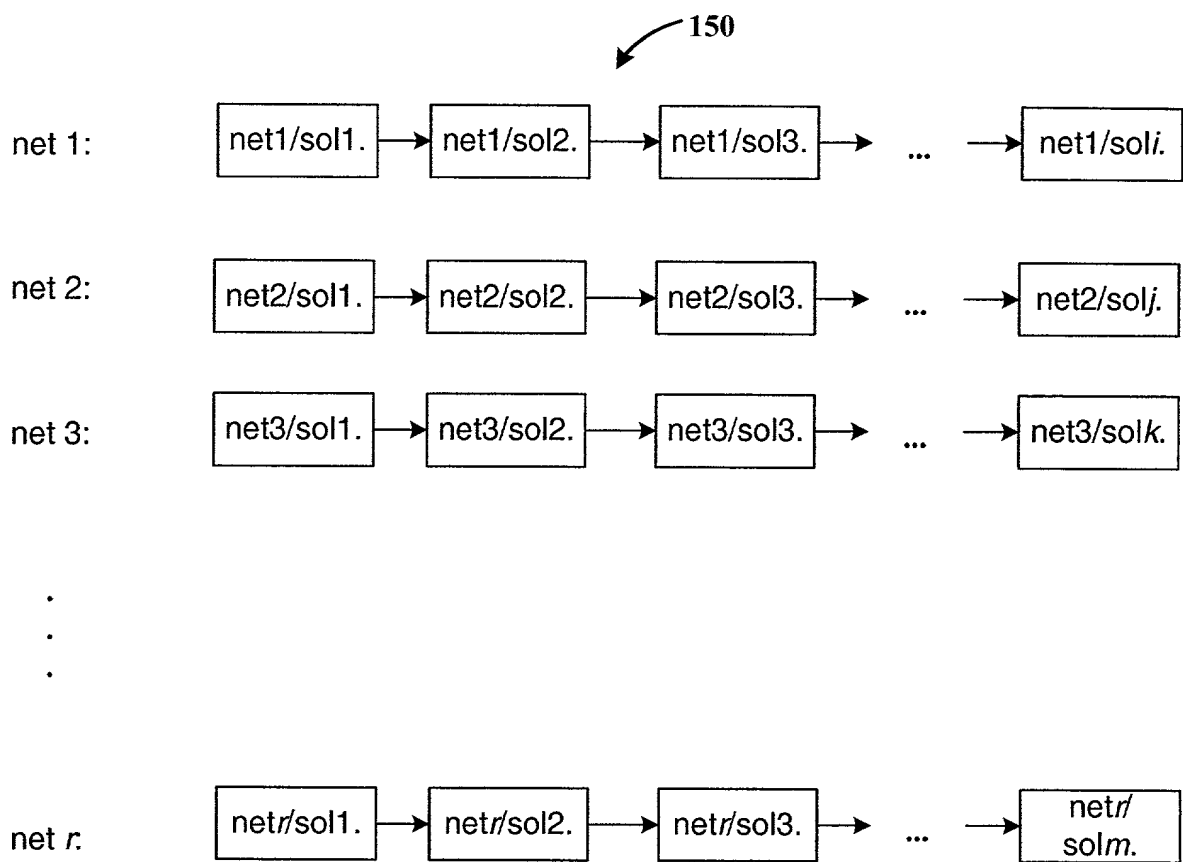 150
net 1: net1/sol1. net1/sol2. net1/sol3. ... net1/soli.
net 2: net2/sol1. net2/sol2. net2/sol3. ... net2/solj.
net 3: net3/sol1. net3/sol2. net3/sol3. ... net3/solk.
.
.
.
net r: netr/sol1. netr/sol2. netr/sol3. ... netr/
solm.